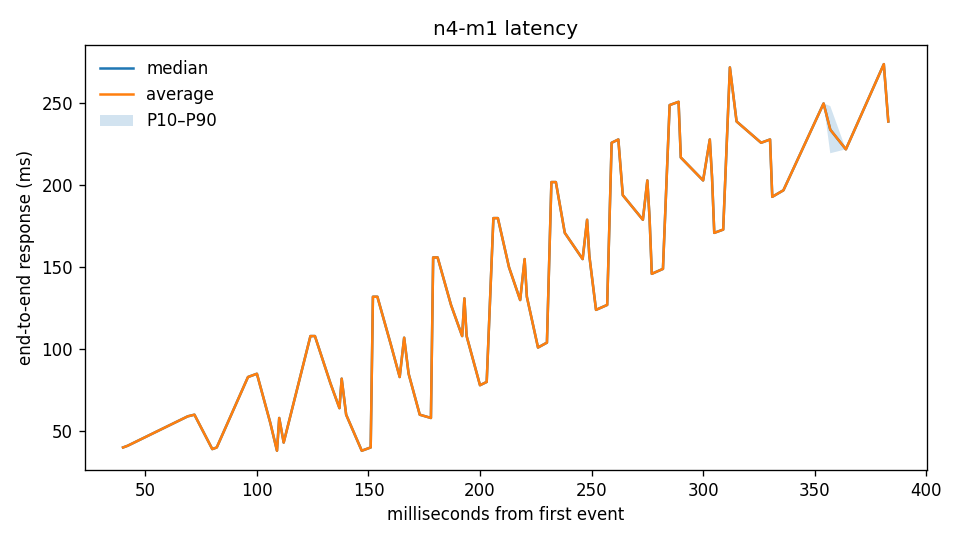 n4-m1 latency
median
average
P10–P90
end-to-end response (ms)
250
200
150
100
50
50 100 150 200 250 300 350 400
milliseconds from first event